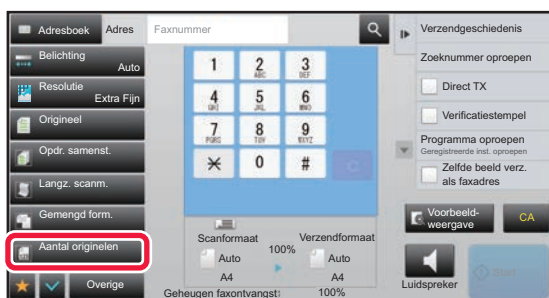 Adresboek
Adres
Faxnummer
Belichting
Auto
Resolutie
Extra Fijn
Origineel
Opdr. samenst.
Langz. scanm.
Gemengd form.
Aantal originelen
Overige
1
2
ABC
3
DEF
4
GHI
5
JKL
6
MNO
7
PQRS
8
TUV
9
WXYZ
0
#
C
Scanformaat
100%
Verzendformaat
Auto
Auto
A4
A4
Geheugen faxontvangst:
100%
Verzendgeschiedenis
Zoeknummer oproepen
Direct TX
Verificatiestempel
Programma oproepen
Geregistreerde inst. oproepen
Zelfde beeld verz.
als faxadres
Voorbeeld-
weergave
CA
Luidspreker
Start